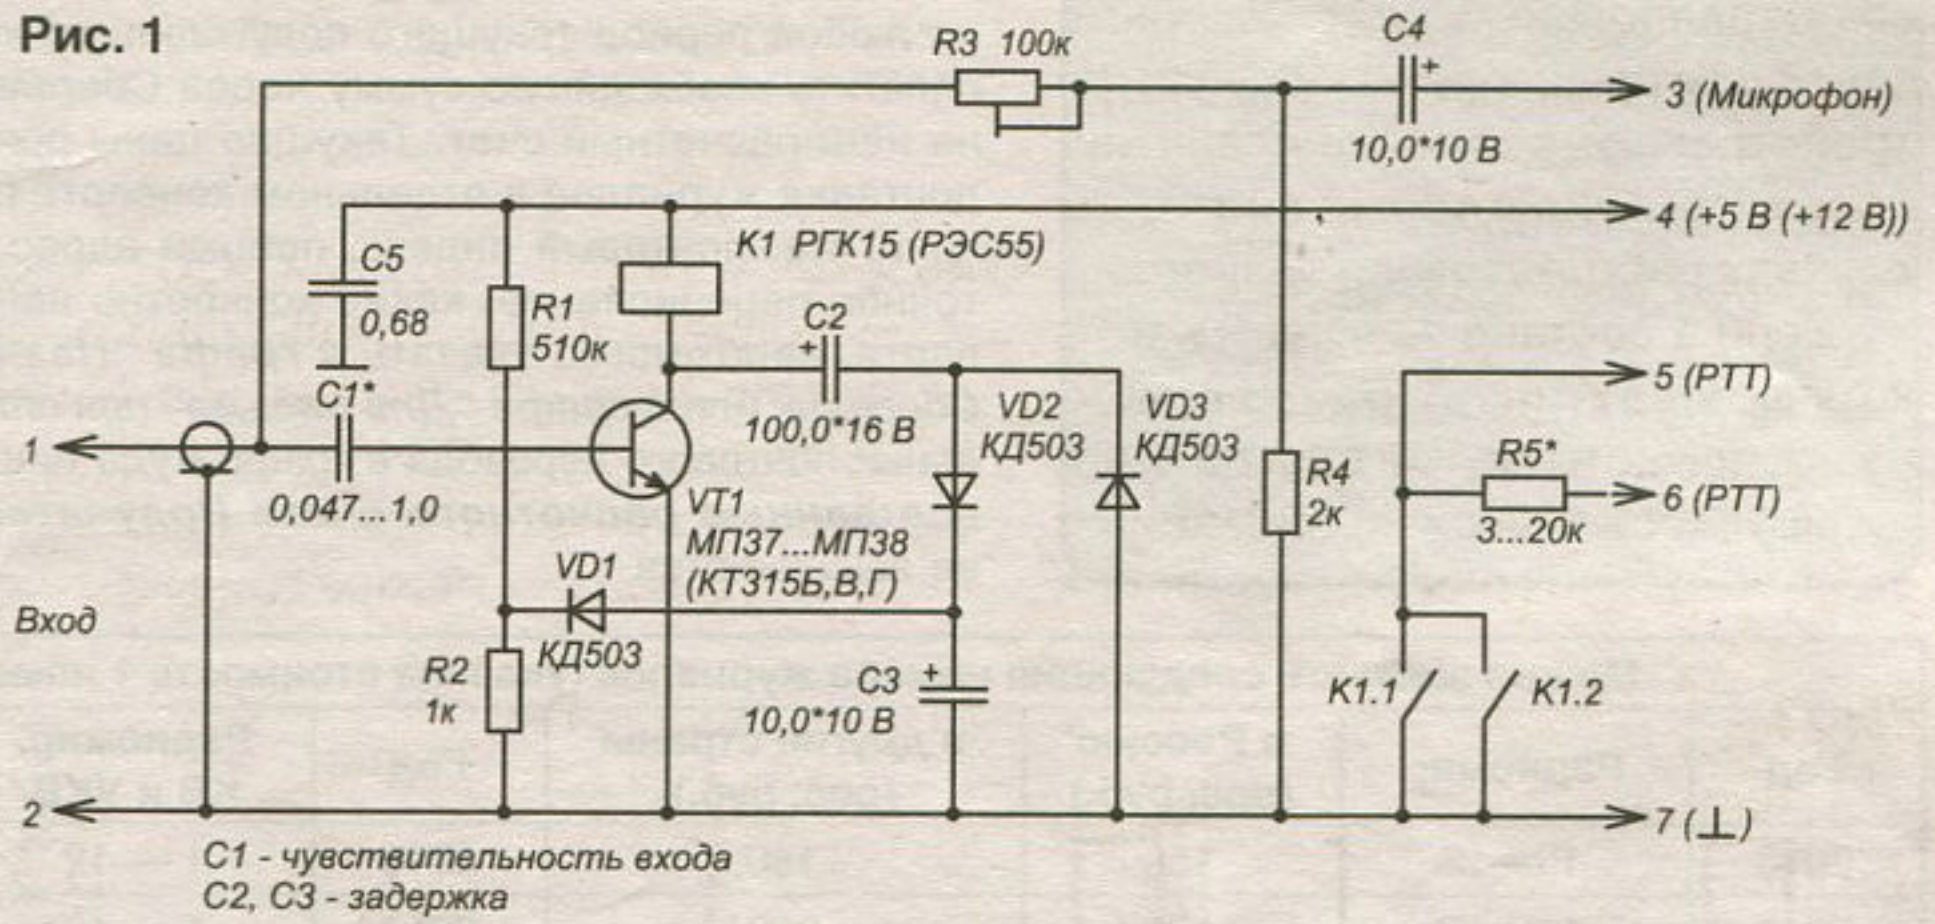 Рис. 1
R3 100к
C4
+
3 (Микрофон)
10,0*10 В
4 (+5 В (+12 В))
K1 РГК15 (РЭС55)
C5
0,68
R1
510к
C2
+
100,0*16 В
5 (PTT)
C1*
VD2
КД503
VD3
КД503
1
R4
2к
R5*
6 (PTT)
3...20к
0,047...1,0
VT1
МП37...МП38
(КТ315Б,В,Г)
VD1
КД503
Вход
R2
1к
C3
+
10,0*10 В
K1.1
K1.2
2
7 (⊥)
C1 - чувствительность входа
C2, C3 - задержка